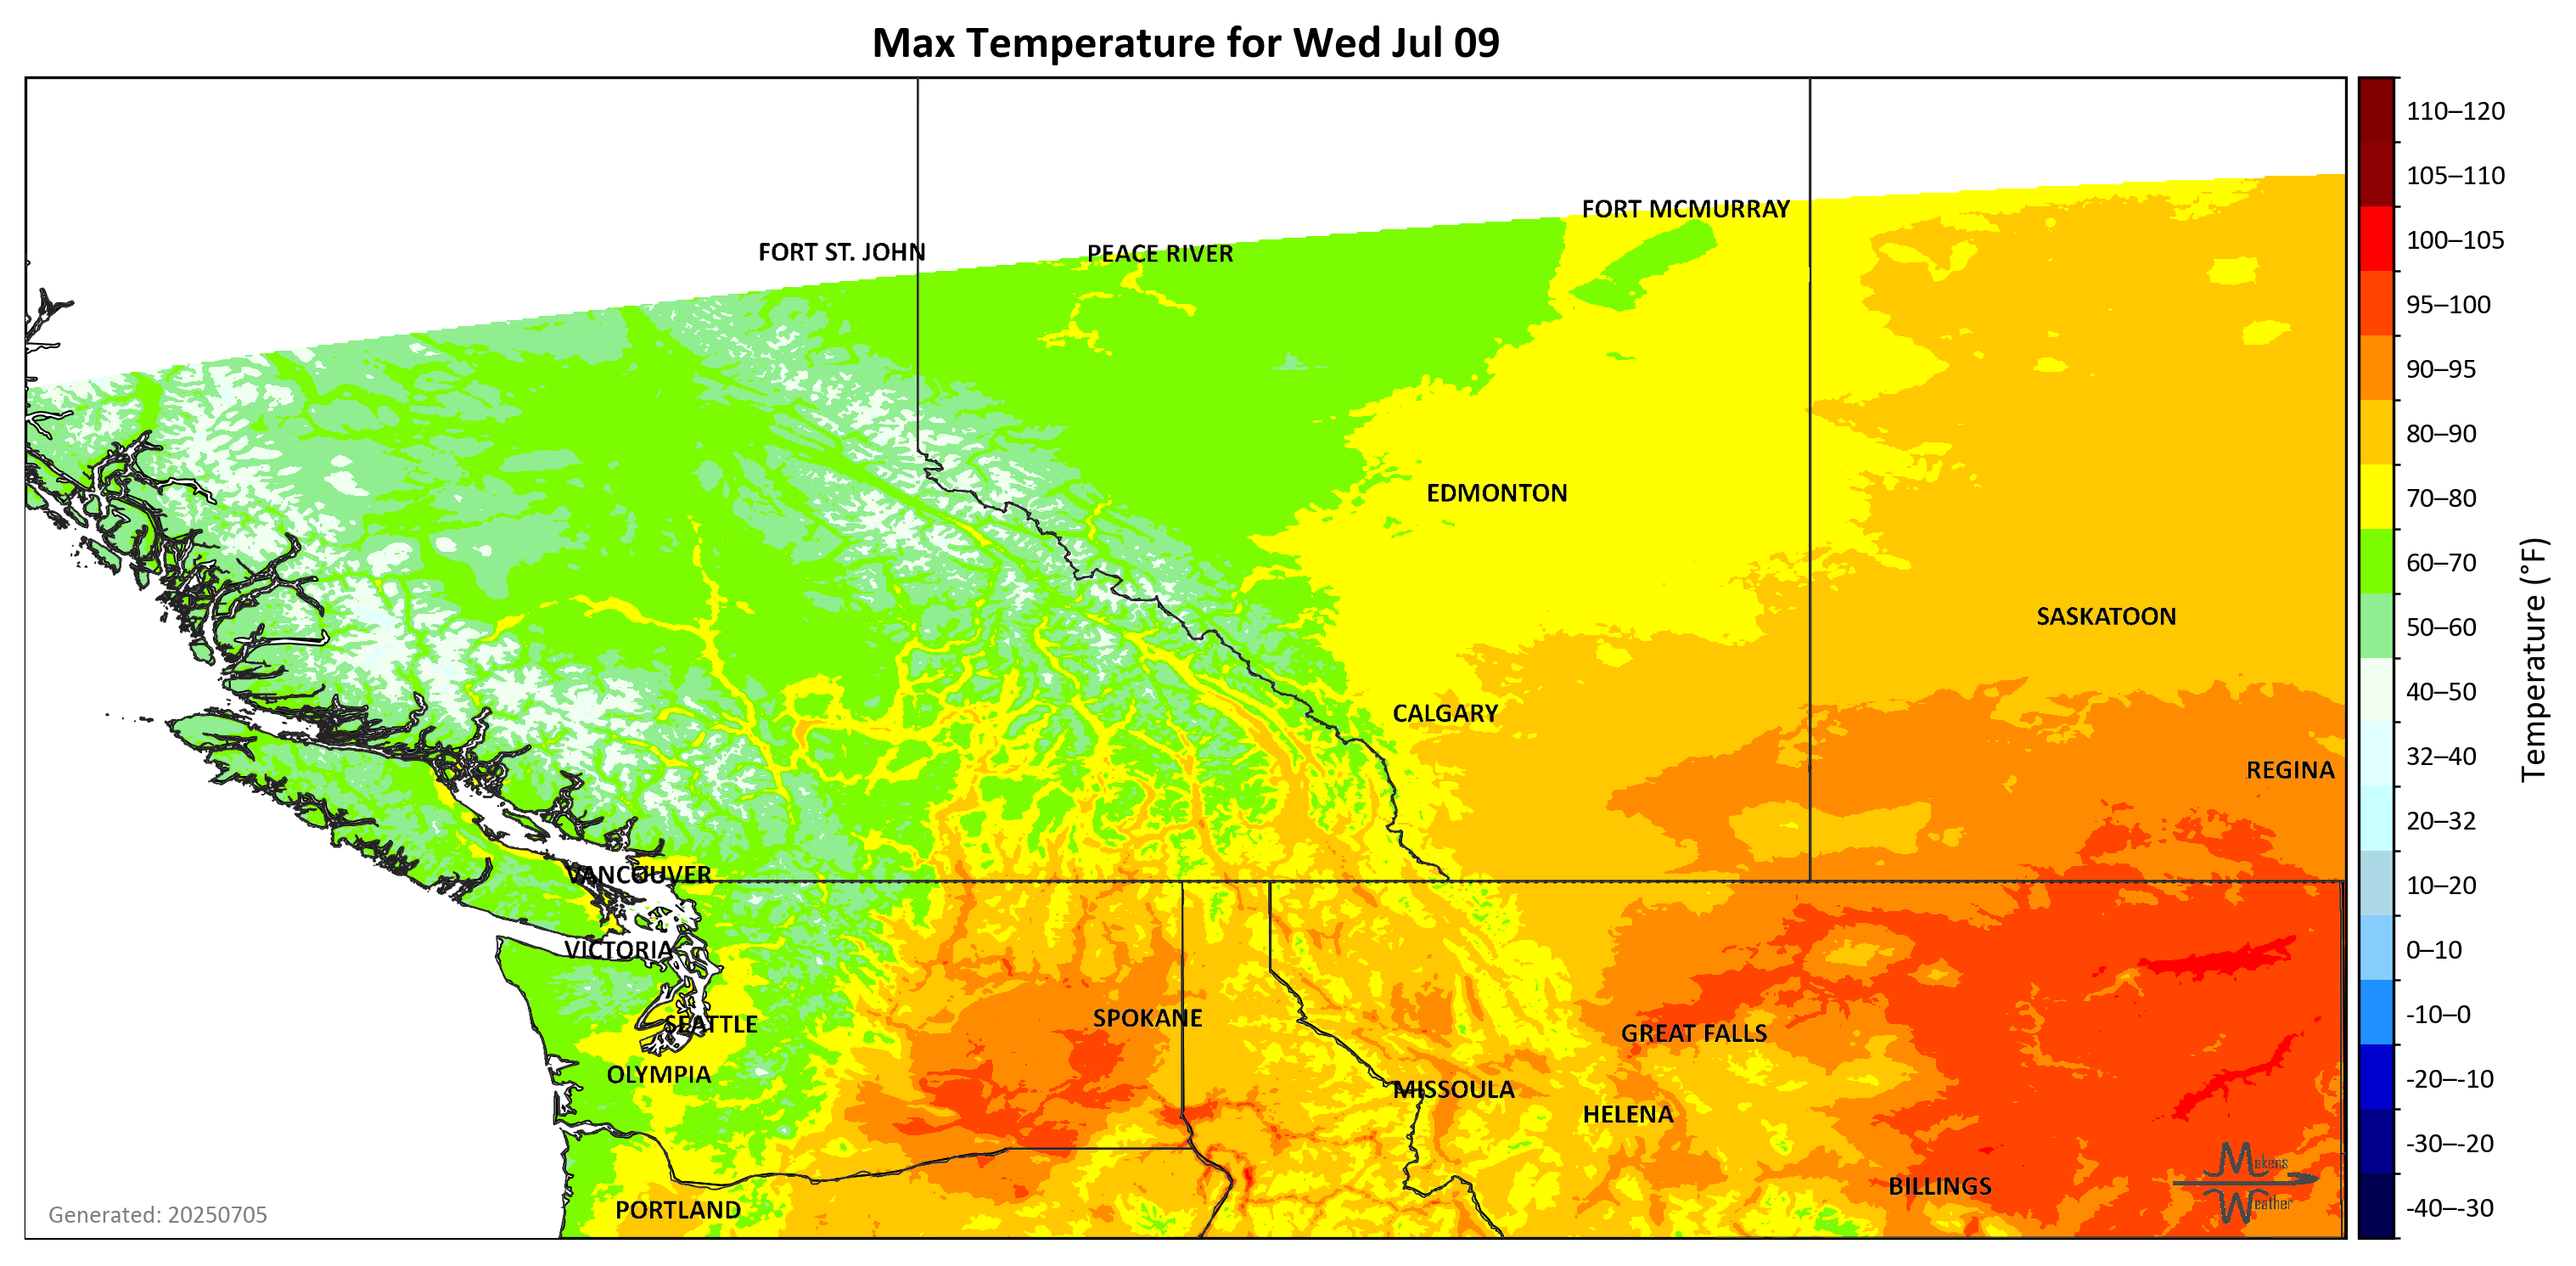 Max Temperature for Wed Jul 09
110–120
105–110
FORT MCMURRAY
100–105
FORT ST. JOHN
PEACE RIVER
95–100
90–95
80–90
EDMONTON
70–80
60–70
SASKATOON
50–60
40–50
CALGARY
32–40
REGINA
Temperature (°F)
20–32
VANCOUVER
10–20
VICTORIA
0–10
SEATTLE
SPOKANE
GREAT FALLS
-10–0
OLYMPIA
MISSOULA
-20–-10
HELENA
-30–-20
Makens
Weather
BILLINGS
PORTLAND
-40–-30
Generated: 20250705